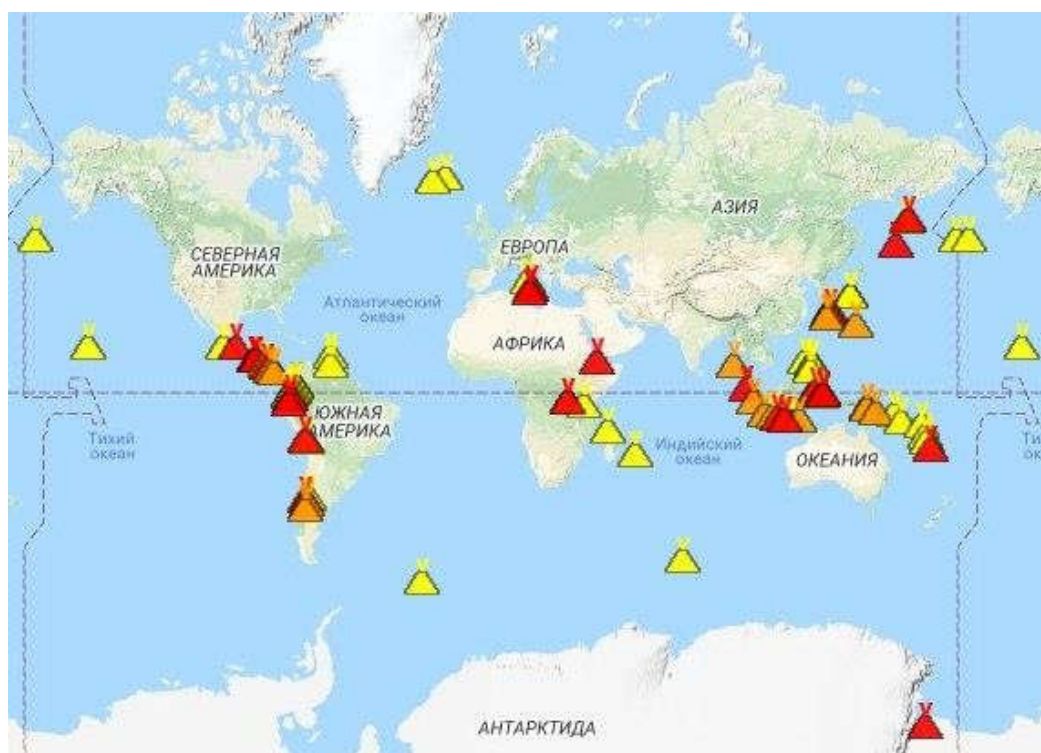 АЗИЯ
СЕВЕРНАЯ
АМЕРИКА
ЕВРОПА
Атлантический
океан
АФРИКА
ЮЖНАЯ
АМЕРИКА
Тихий
океан
Индийский
океан
ОКЕАНИЯ
АНТАРКТИДА